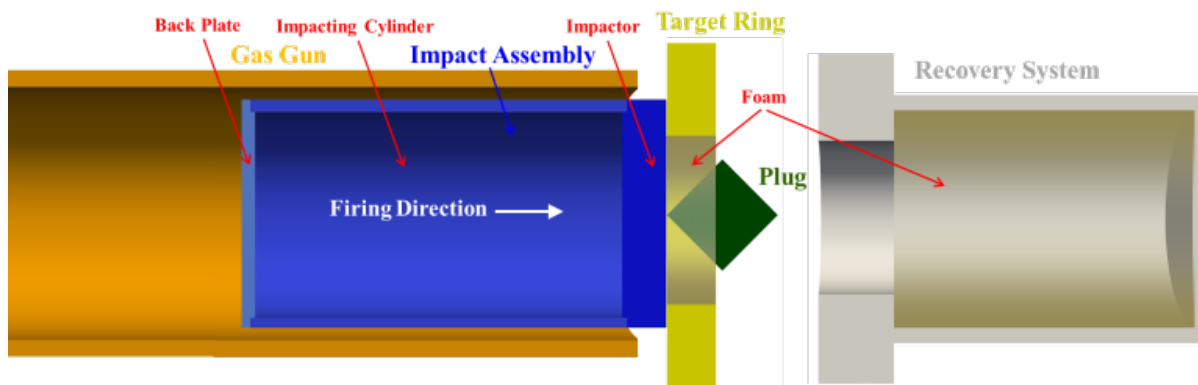 Back Plate
Impacting Cylinder
Impactor
Target Ring
Gas Gun
Impact Assembly
Recovery System
Foam
Plug
Firing Direction